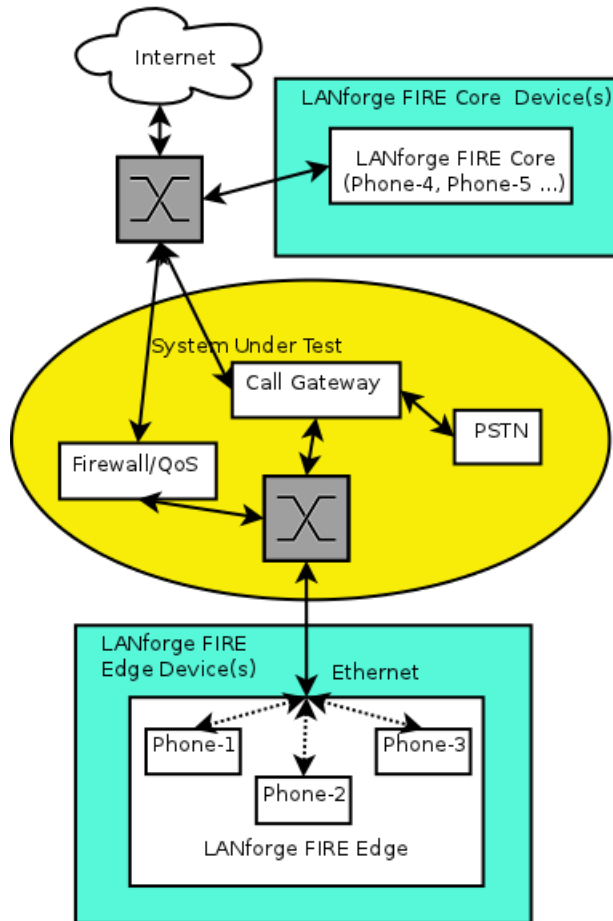 Internet
LANforge FIRE Core  Device(s)
LANforge FIRE Core
(Phone-4, Phone-5 ...)
System Under Test
Call Gateway
PSTN
Firewall/QoS
LANforge FIRE
Edge Device(s)
Ethernet
Phone-1
Phone-3
Phone-2
LANforge FIRE Edge